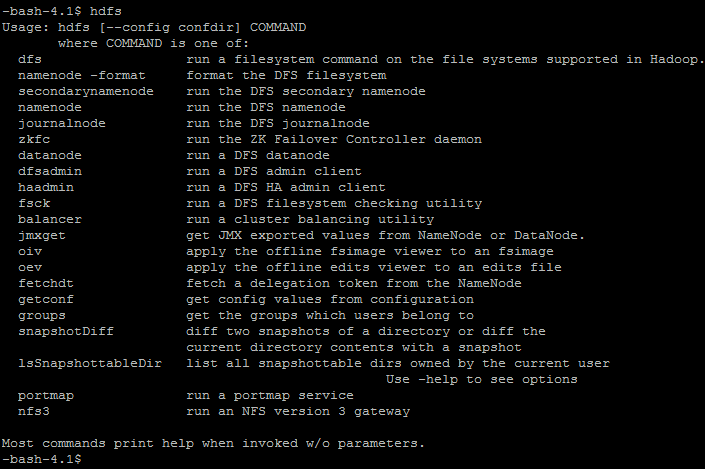 -bash-4.1$ hdfs
Usage: hdfs [--config confdir] COMMAND
       where COMMAND is one of:
  dfs                  run a filesystem command on the file systems supported in Hadoop.
  namenode -format     format the DFS filesystem
  secondarynamenode    run the DFS secondary namenode
  namenode             run the DFS namenode
  journalnode          run the DFS journalnode
  zkfc                 run the ZK Failover Controller daemon
  datanode             run a DFS datanode
  dfsadmin             run a DFS admin client
  haadmin              run a DFS HA admin client
  fsck                 run a DFS filesystem checking utility
  balancer             run a cluster balancing utility
  jmxget               get JMX exported values from NameNode or DataNode.
  oiv                  apply the offline fsimage viewer to an fsimage
  oev                  apply the offline edits viewer to an edits file
  fetchdt              fetch a delegation token from the NameNode
  getconf              get config values from configuration
  groups               get the groups which users belong to
  snapshotDiff         diff two snapshots of a directory or diff the
                       current directory contents with a snapshot
  lsSnapshottableDir   list all snapshottable dirs owned by the current user
                                                Use -help to see options
  portmap              run a portmap service
  nfs3                 run an NFS version 3 gateway

Most commands print help when invoked w/o parameters.
-bash-4.1$